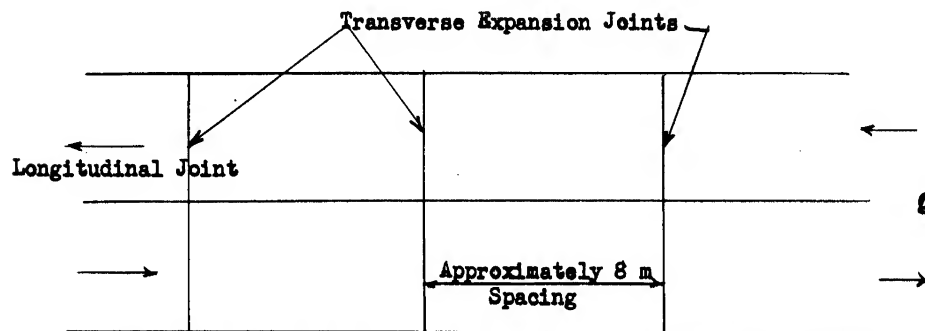 Transverse Expansion Joints
Longitudinal Joint
Approximately 8 m
Spacing